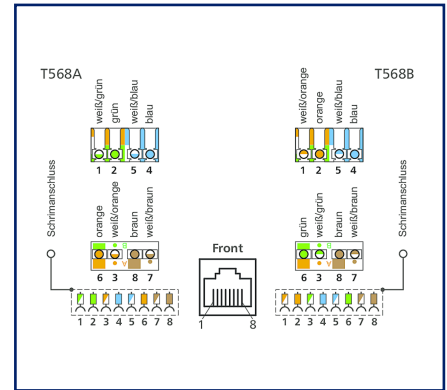 T568A
T568B
weiß/grün
grün
weiß/blau
blau
weiß/orange
orange
weiß/blau
blau
1 2 5 4
1 2 5 4
Schrimanschluss
Schrimanschluss
orange
weiß/orange
braun
weiß/braun
grün
weiß/grün
braun
weiß/braun
6 3 8 7
6 3 8 7
Front
1 8
1 2 3 4 5 6 7 8
1 2 3 4 5 6 7 8